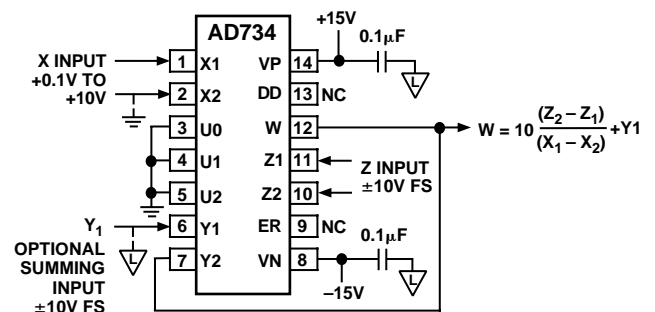 AD734
+15V
0.1µF
L
X INPUT
+0.1V TO
+10V
1 X1
VP 14
2 X2
DD 13 NC
3 U0
W 12
W = 10 (Z2 – Z1) / (X1 – X2) +Y1
4 U1
Z1 11
Z INPUT
±10V FS
5 U2
Z2 10
Y1
6 Y1
ER 9 NC
L
OPTIONAL
SUMMING
INPUT
±10V FS
7 Y2
VN 8
0.1µF
L
–15V